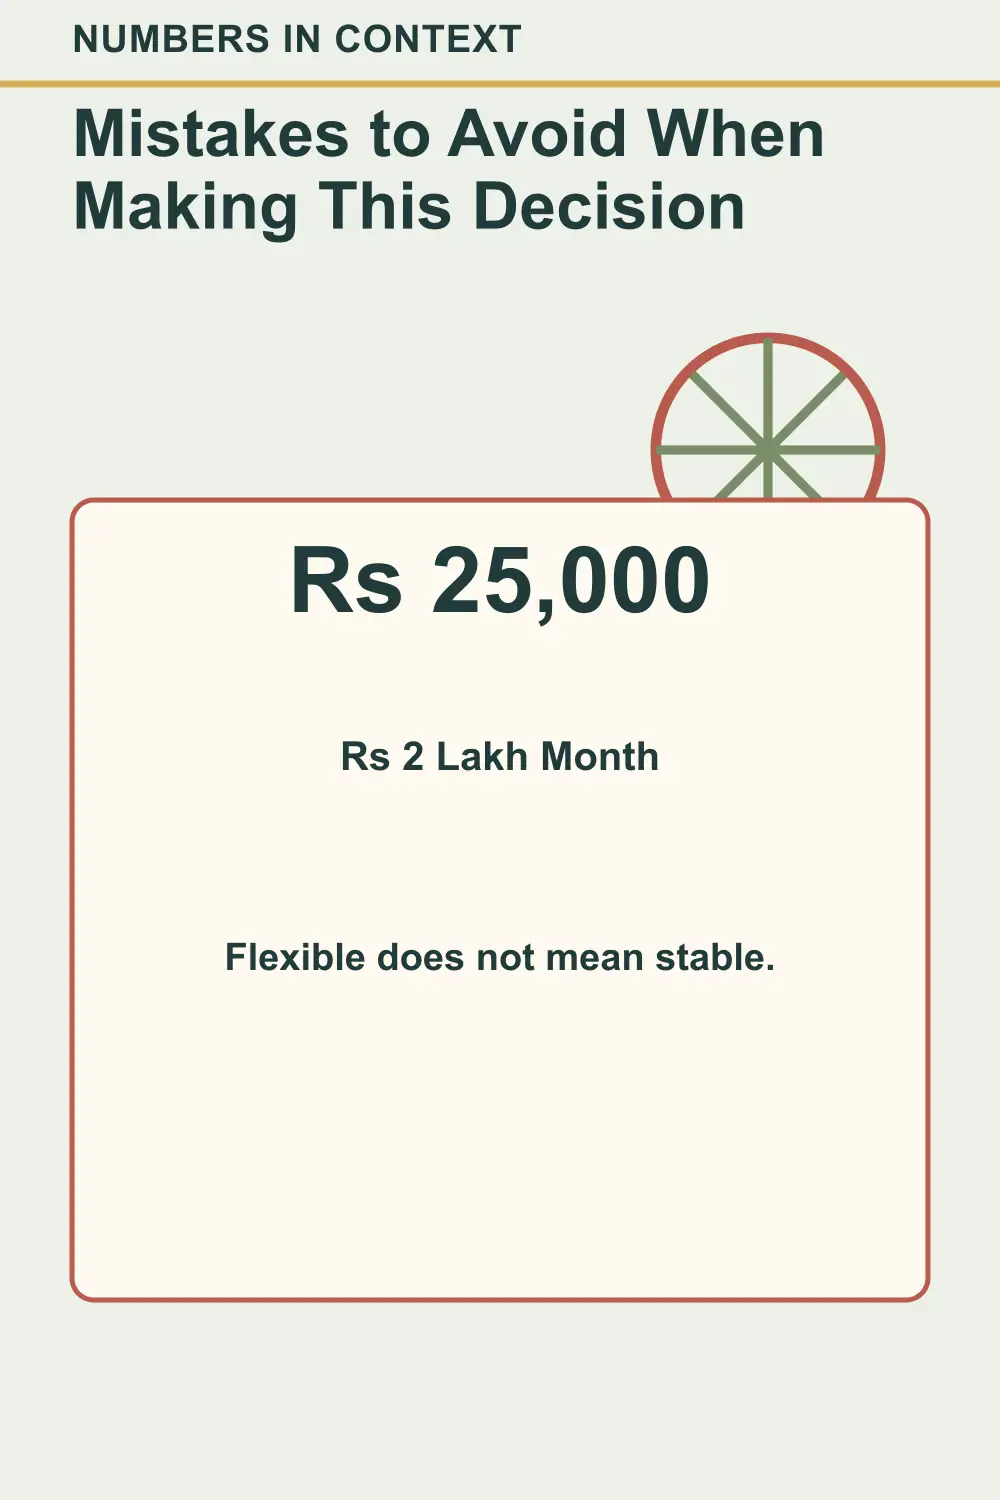 NUMBERS IN CONTEXT
Mistakes to Avoid When
Making This Decision
Rs 25,000
Rs 2 Lakh Month
Flexible does not mean stable.